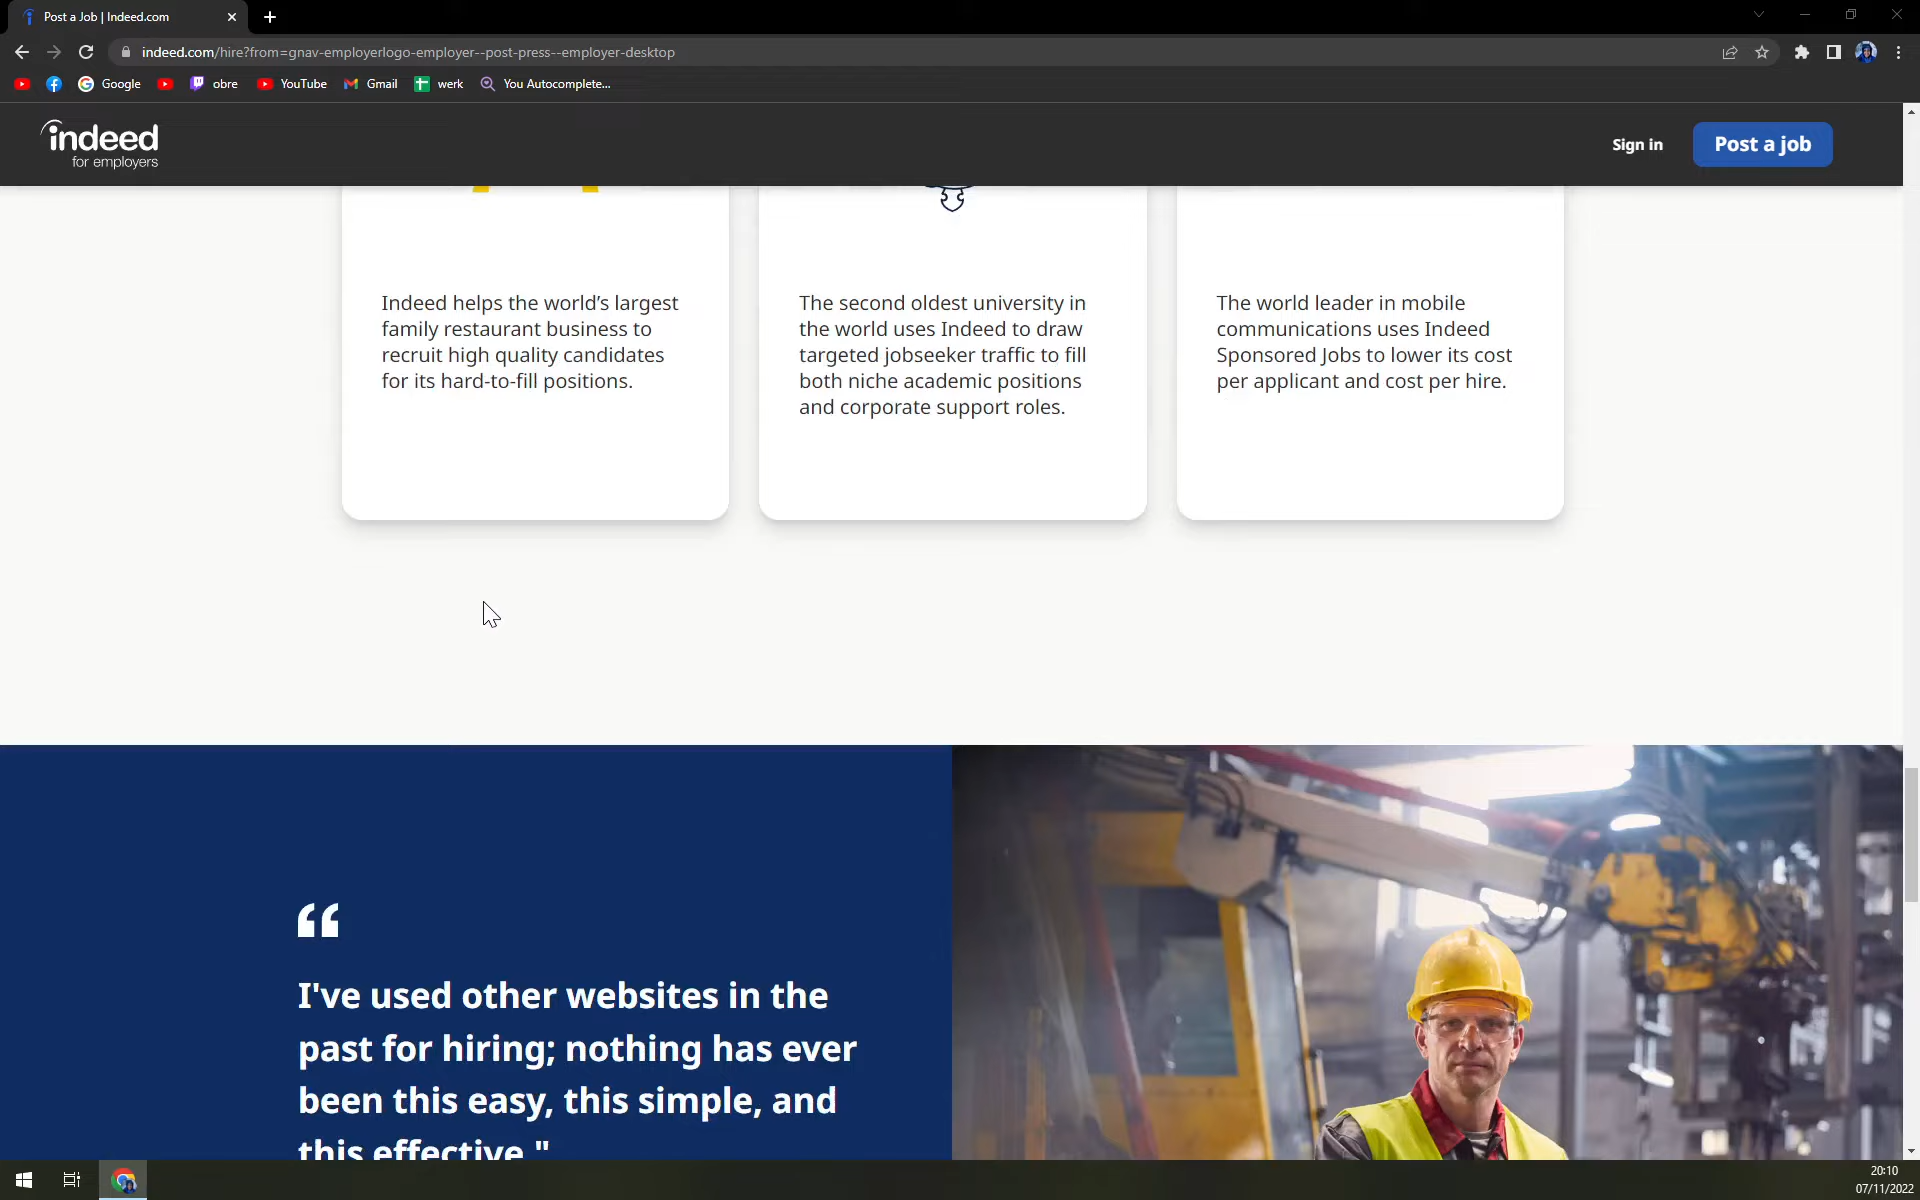 Post a Job | Indeed.com
indeed.com/hire?from=gnav-employerlogo-employer--post-press--employer-desktop
Google
obre
YouTube
Gmail
werk
You Autocomplete...
indeed
for employers
Sign in
Post a job
Indeed helps the world’s largest
family restaurant business to
recruit high quality candidates
for its hard-to-fill positions.
The second oldest university in
the world uses Indeed to draw
targeted jobseeker traffic to fill
both niche academic positions
and corporate support roles.
The world leader in mobile
communications uses Indeed
Sponsored Jobs to lower its cost
per applicant and cost per hire.
“
I've used other websites in the
past for hiring; nothing has ever
been this easy, this simple, and
this effective."
20:10
07/11/2022